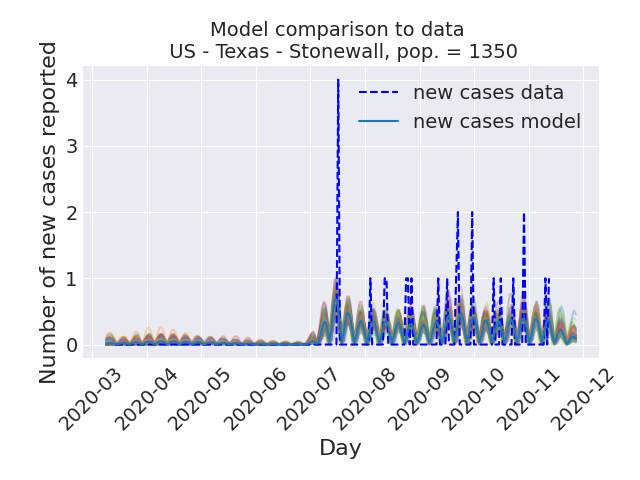 Model comparison to data
US - Texas - Stonewall, pop. = 1350
Number of new cases reported
4
3
2
1
0
new cases data
new cases model
2020-03
2020-04
2020-05
2020-06
2020-07
2020-08
2020-09
2020-10
2020-11
2020-12
Day